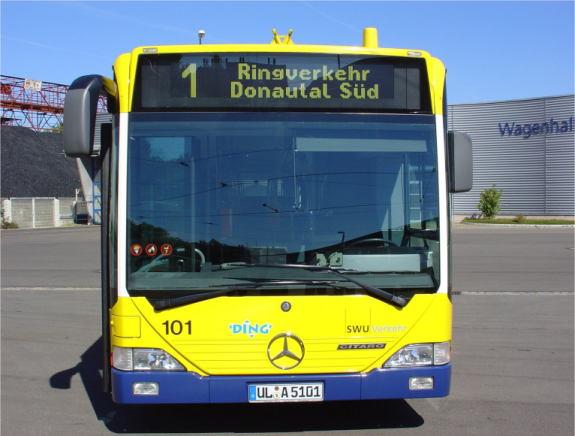 1 Ringverkehr
Donautal Süd
Wagenhal
101
DING
SWU Verkehr
CITARO
UL A 5101